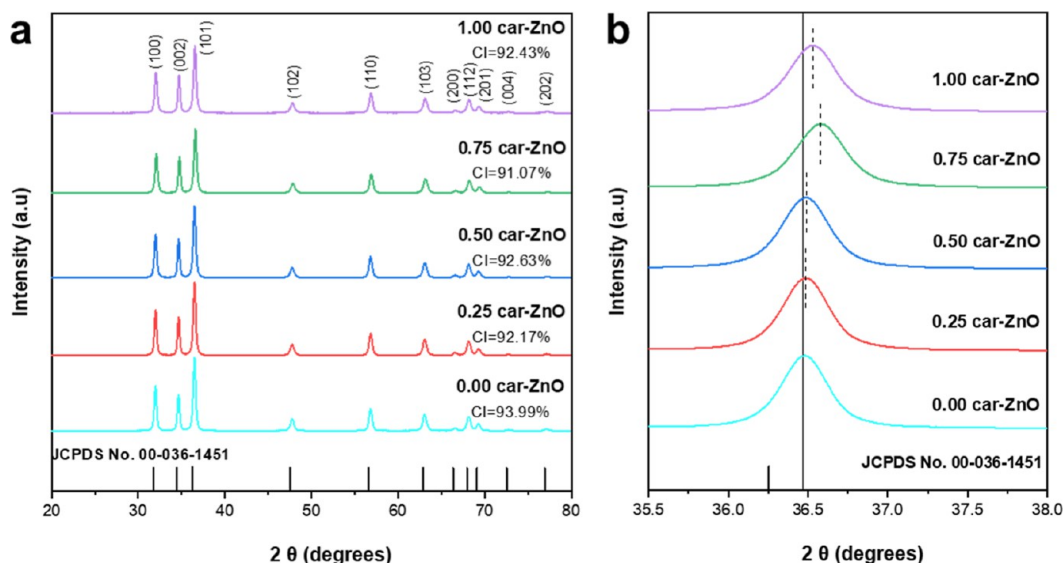 a
1.00 car-ZnO
CI=92.43%
(100)
(002)
(101)
(102)
(110)
(103)
(200)
(112)
(201)
(004)
(202)
0.75 car-ZnO
CI=91.07%
0.50 car-ZnO
CI=92.63%
0.25 car-ZnO
CI=92.17%
0.00 car-ZnO
CI=93.99%
JCPDS No. 00-036-1451
Intensity (a.u)
20 30 40 50 60 70 80
2 θ (degrees)
b
1.00 car-ZnO
0.75 car-ZnO
0.50 car-ZnO
0.25 car-ZnO
0.00 car-ZnO
JCPDS No. 00-036-1451
Intensity (a.u)
35.5 36.0 36.5 37.0 37.5 38.0
2 θ (degrees)